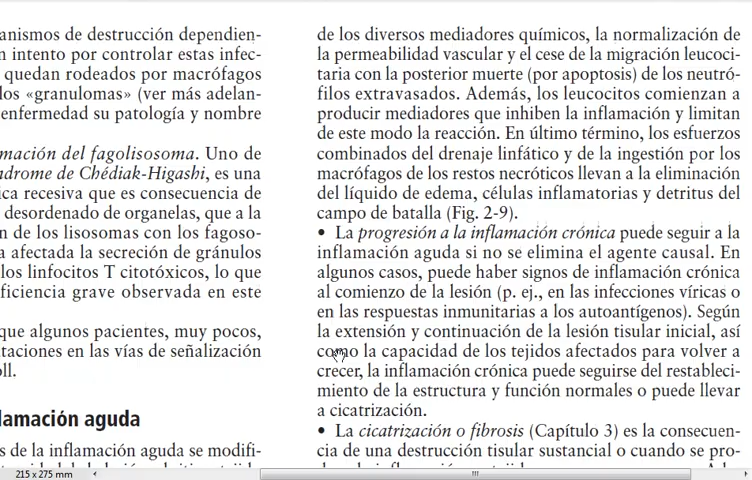 anismos de destrucción dependien-
n intento por controlar estas infec-
quedan rodeados por macrófagos
los «granulomas» (ver más adelan-
enfermedad su patología y nombre
mación del fagolisosoma. Uno de
ndrome de Chédiak-Higashi, es una
ica recesiva que es consecuencia de
desordenado de organelas, que a la
n de los lisosomas con los fagoso-
a afectada la secreción de gránulos
los linfocitos T citotóxicos, lo que
ficiencia grave observada en este
que algunos pacientes, muy pocos,
taciones en las vías de señalización
oll.
lamación aguda
s de la inflamación aguda se modifi-
de los diversos mediadores químicos, la normalización de
la permeabilidad vascular y el cese de la migración leucoci-
taria con la posterior muerte (por apoptosis) de los neutró-
filos extravasados. Además, los leucocitos comienzan a
producir mediadores que inhiben la inflamación y limitan
de este modo la reacción. En último término, los esfuerzos
combinados del drenaje linfático y de la ingestión por los
macrófagos de los restos necróticos llevan a la eliminación
del líquido de edema, células inflamatorias y detritus del
campo de batalla (Fig. 2-9).
• La progresión a la inflamación crónica puede seguir a la
inflamación aguda si no se elimina el agente causal. En
algunos casos, puede haber signos de inflamación crónica
al comienzo de la lesión (p. ej., en las infecciones víricas o
en las respuestas inmunitarias a los autoantígenos). Según
la extensión y continuación de la lesión tisular inicial, así
como la capacidad de los tejidos afectados para volver a
crecer, la inflamación crónica puede seguirse del restableci-
miento de la estructura y función normales o puede llevar
a cicatrización.
• La cicatrización o fibrosis (Capítulo 3) es la consecuen-
cia de una destrucción tisular sustancial o cuando se pro-
215 x 275 mm